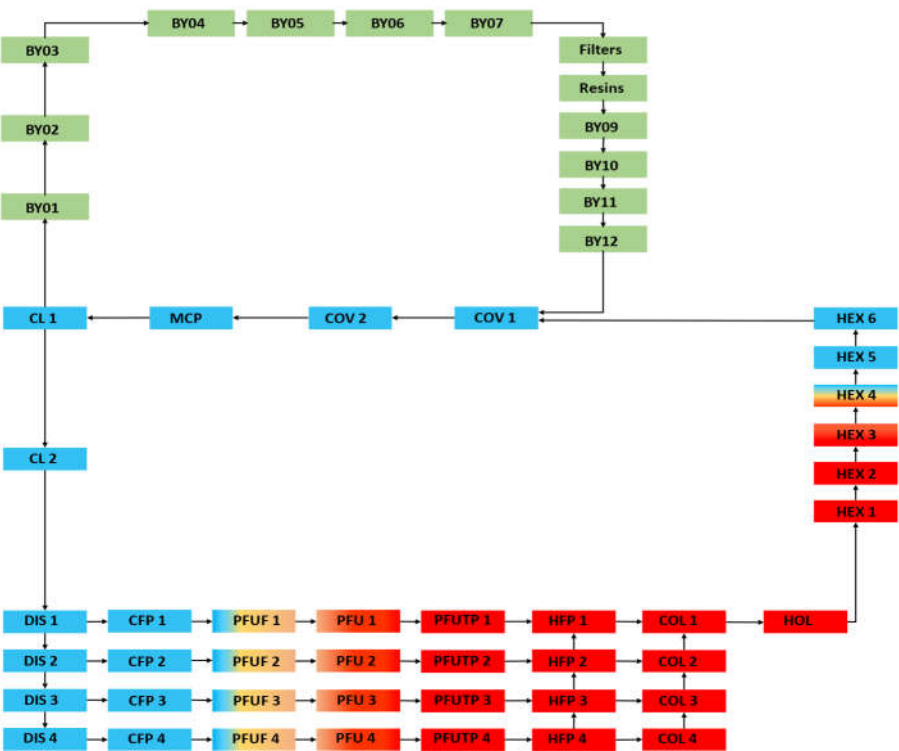 BY04 BY05 BY06 BY07
BY03 Filters
Resins
BY02 BY09
BY10
BY01 BY11
BY12
CL 1 MCP COV 2 COV 1 HEX 6
HEX 5
HEX 4
HEX 3
CL 2
HEX 2
HEX 1
DIS 1 CFP 1 PFUF 1 PFU 1 PFUTP 1 HFP 1 COL 1 HOL
DIS 2 CFP 2 PFUF 2 PFU 2 PFUTP 2 HFP 2 COL 2
DIS 3 CFP 3 PFUF 3 PFU 3 PFUTP 3 HFP 3 COL 3
DIS 4 CFP 4 PFUF 4 PFU 4 PFUTP 4 HFP 4 COL 4